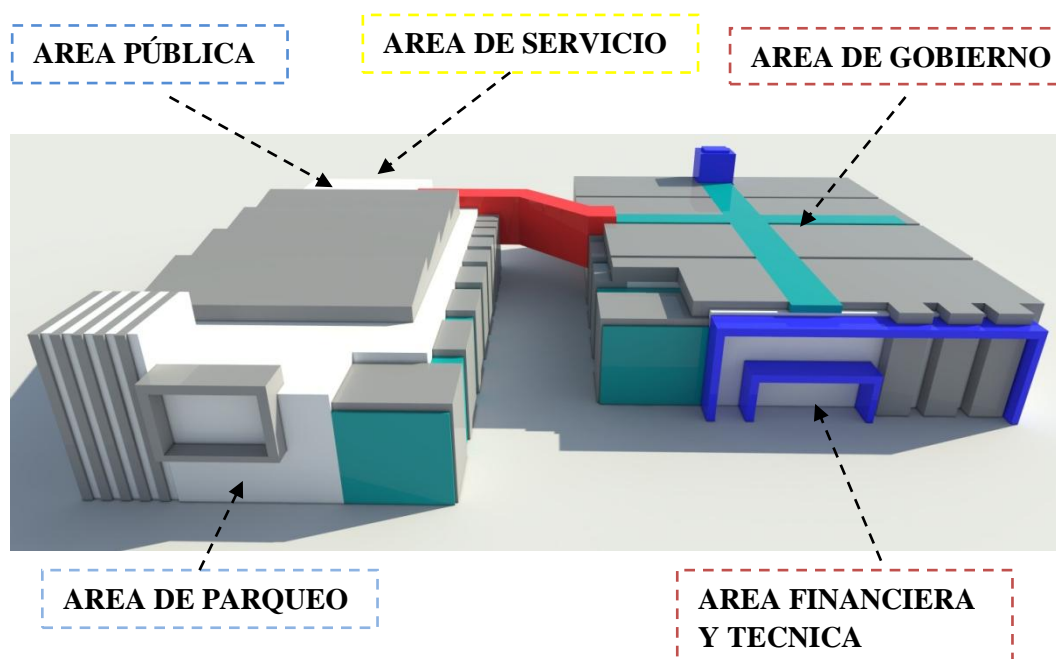 AREA PÚBLICA
AREA DE SERVICIO
AREA DE GOBIERNO
AREA DE PARQUEO
AREA FINANCIERA
Y TECNICA